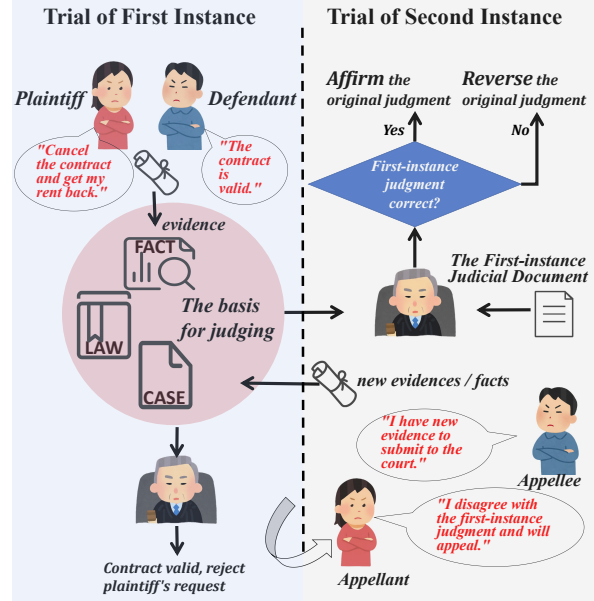 Trial of First Instance
Plaintiff
Defendant
"Cancel
the contract
and get my
rent back."
"The
contract
is
valid."
evidence
FACT
LAW
CASE
The basis
for judging
Contract valid, reject
plaintiff's request
Trial of Second Instance
Affirm the
original judgment
Reverse the
original judgment
Yes
No
First-instance
judgment
correct?
The First-instance
Judicial Document
new evidences / facts
"I have new
evidence to
submit to the
court."
Appellee
"I disagree with
the first-instance
judgment and will
appeal."
Appellant